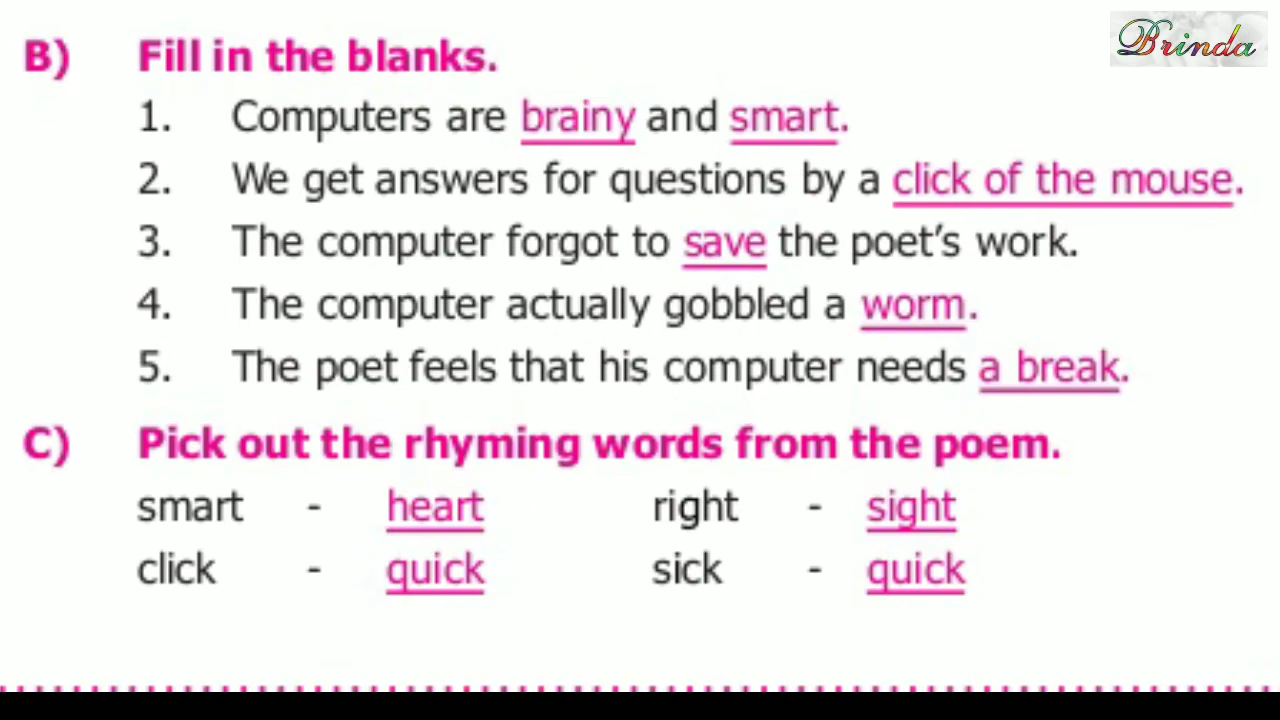 Brinda
B) Fill in the blanks.
1. Computers are brainy and smart.
2. We get answers for questions by a click of the mouse.
3. The computer forgot to save the poet's work.
4. The computer actually gobbled a worm.
5. The poet feels that his computer needs a break.
C) Pick out the rhyming words from the poem.
smart - heart right - sight
click - quick sick - quick